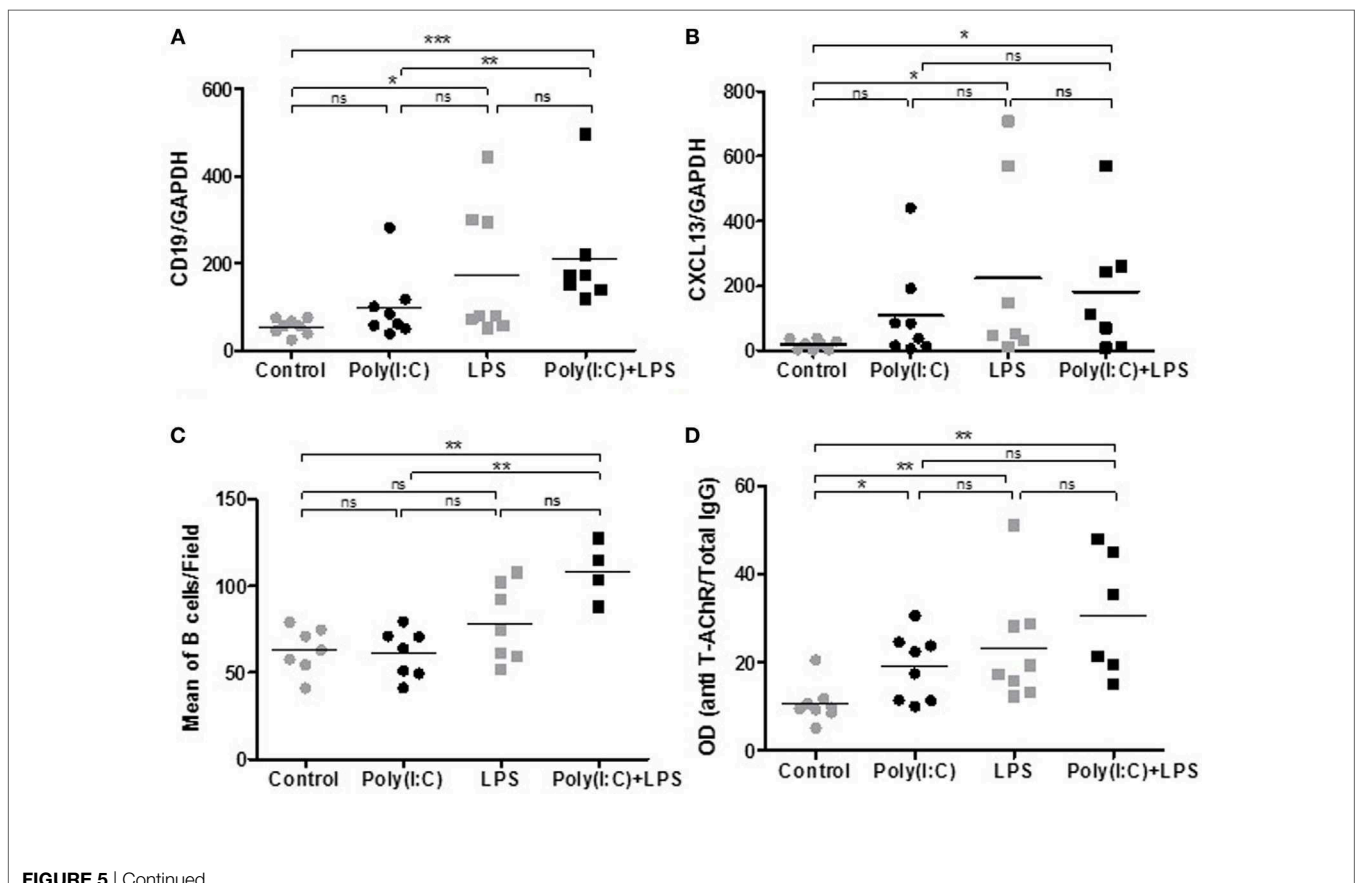 A
***
**
*
ns
ns
ns
600
400
200
0
CD19/GAPDH
Control
Poly(I:C)
LPS
Poly(I:C)+LPS
B
*
ns
*
ns
ns
ns
800
600
400
200
0
CXCL13/GAPDH
Control
Poly(I:C)
LPS
Poly(I:C)+LPS
C
**
**
ns
ns
ns
ns
150
100
50
0
Mean of B cells/Field
Control
Poly(I:C)
LPS
Poly(I:C)+LPS
D
**
ns
**
*
ns
ns
60
40
20
0
OD (anti T-AChR/Total IgG)
Control
Poly(I:C)
LPS
Poly(I:C)+LPS
FIGURE 5 | Continued